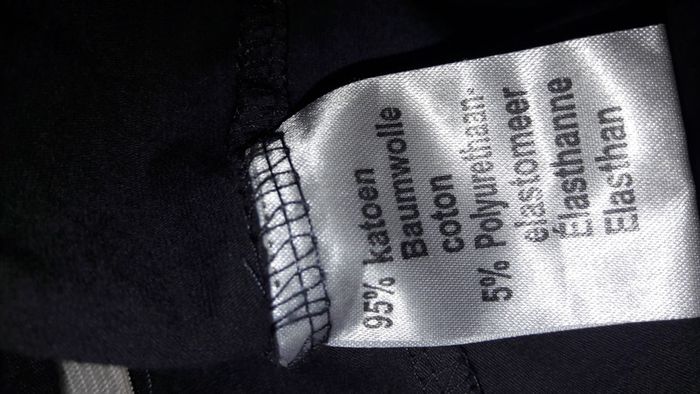 95% katoen
Baumwolle
coton
5% Polyurethaan-
elastomeer
Élasthanne
Elasthan